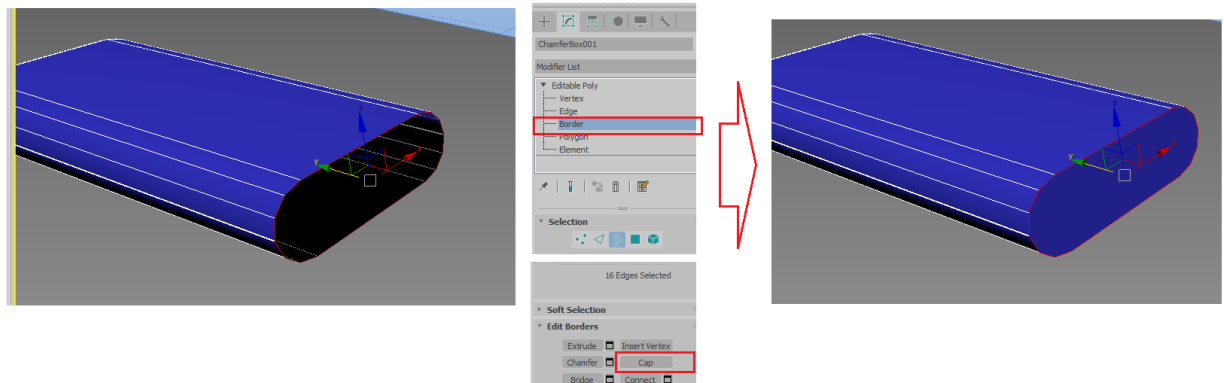 z
y
x
ChamferBox001
Modifier List
Editable Poly
Vertex
Edge
Border
Polygon
Element
Selection
16 Edges Selected
Soft Selection
Edit Borders
Extrude Insert Vertex
Chamfer Cap
Bridge Connect
z
y
x